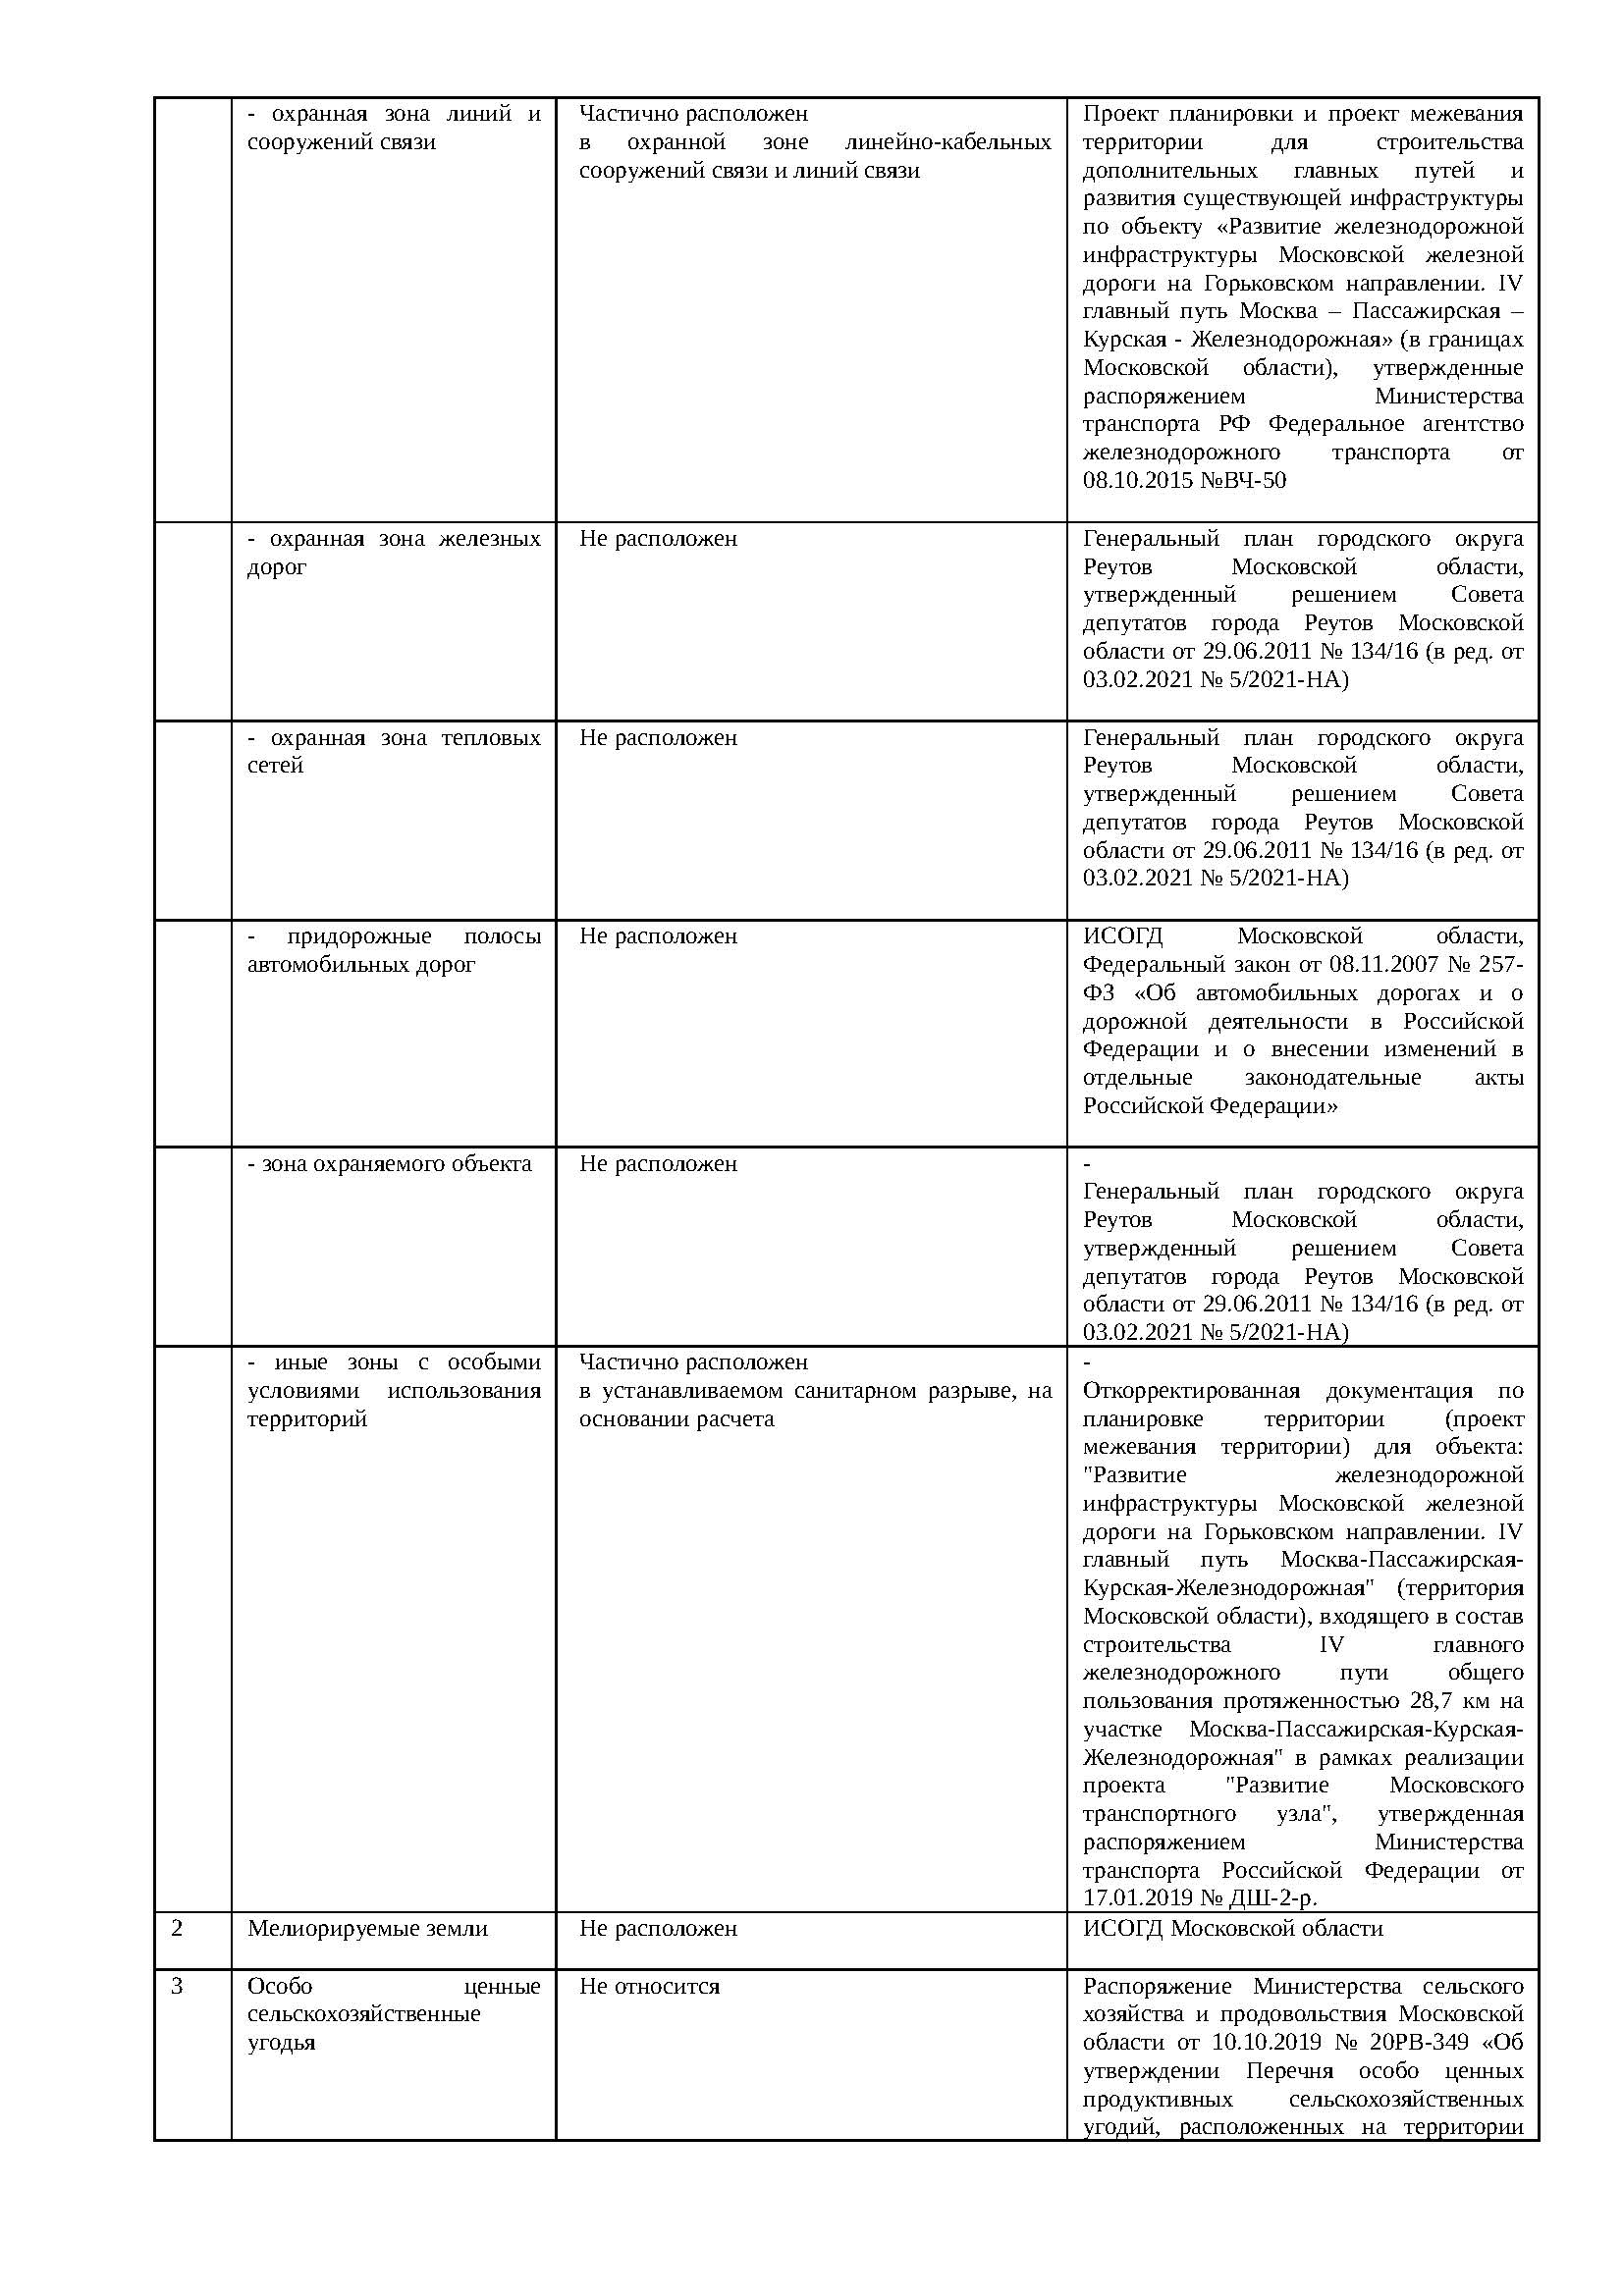 - охранная зона линий и
сооружений связи
Частично расположен
в охранной зоне линейно-кабельных
сооружений связи и линий связи
Проект планировки и проект межевания
территории для строительства
дополнительных главных путей и
развития существующей инфраструктуры
по объекту «Развитие железнодорожной
инфраструктуры Московской железной
дороги на Горьковском направлении. IV
главный путь Москва – Пассажирская –
Курская - Железнодорожная» (в границах
Московской области), утвержденные
распоряжением Министерства
транспорта РФ Федеральное агентство
железнодорожного транспорта от
08.10.2015 №ВЧ-50
- охранная зона железных
дорог
Не расположен
Генеральный план городского округа
Реутов Московской области,
утвержденный решением Совета
депутатов города Реутов Московской
области от 29.06.2011 № 134/16 (в ред. от
03.02.2021 № 5/2021-НА)
- охранная зона тепловых
сетей
Не расположен
Генеральный план городского округа
Реутов Московской области,
утвержденный решением Совета
депутатов города Реутов Московской
области от 29.06.2011 № 134/16 (в ред. от
03.02.2021 № 5/2021-НА)
- придорожные полосы
автомобильных дорог
Не расположен
ИСОГД Московской области,
Федеральный закон от 08.11.2007 № 257-
ФЗ «Об автомобильных дорогах и о
дорожной деятельности в Российской
Федерации и о внесении изменений в
отдельные законодательные акты
Российской Федерации»
- зона охраняемого объекта
Не расположен
-
Генеральный план городского округа
Реутов Московской области,
утвержденный решением Совета
депутатов города Реутов Московской
области от 29.06.2011 № 134/16 (в ред. от
03.02.2021 № 5/2021-НА)
- иные зоны с особыми
условиями использования
территорий
Частично расположен
в устанавливаемом санитарном разрыве, на
основании расчета
-
Откорректированная документация по
планировке территории (проект
межевания территории) для объекта:
"Развитие железнодорожной
инфраструктуры Московской железной
дороги на Горьковском направлении. IV
главный путь Москва-Пассажирская-
Курская-Железнодорожная" (территория
Московской области), входящего в состав
строительства IV главного
железнодорожного пути общего
пользования протяженностью 28,7 км на
участке Москва-Пассажирская-Курская-
Железнодорожная" в рамках реализации
проекта "Развитие Московского
транспортного узла", утвержденная
распоряжением Министерства
транспорта Российской Федерации от
17.01.2019 № ДШ-2-р.
2
Мелиорируемые земли
Не расположен
ИСОГД Московской области
3
Особо ценные
сельскохозяйственные
угодья
Не относится
Распоряжение Министерства сельского
хозяйства и продовольствия Московской
области от 10.10.2019 № 20РВ-349 «Об
утверждении Перечня особо ценных
продуктивных сельскохозяйственных
угодий, расположенных на территории